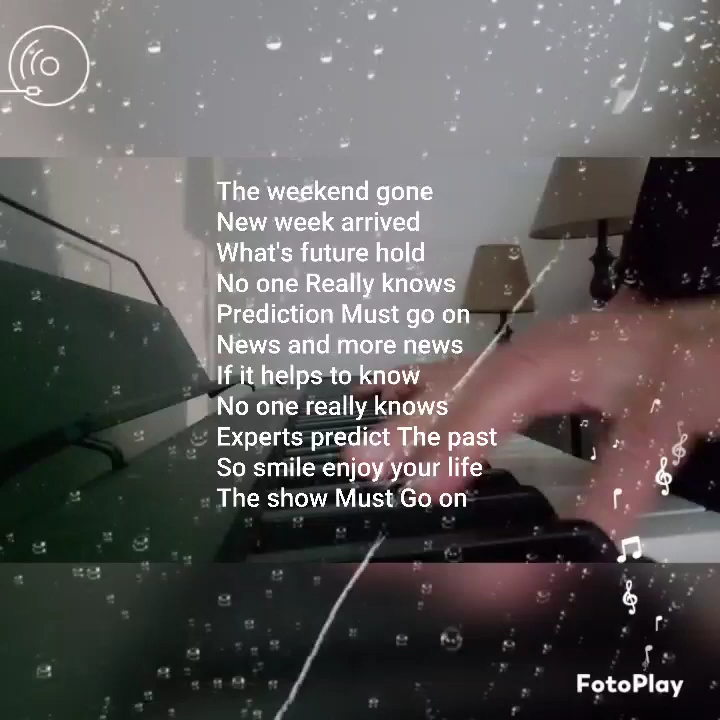 The weekend gone
New week arrived
What's future hold
No one Really knows
Prediction Must go on
News and more news
If it helps to know
No one really knows
Experts predict The past
So smile enjoy your life
The show Must Go on
FotoPlay